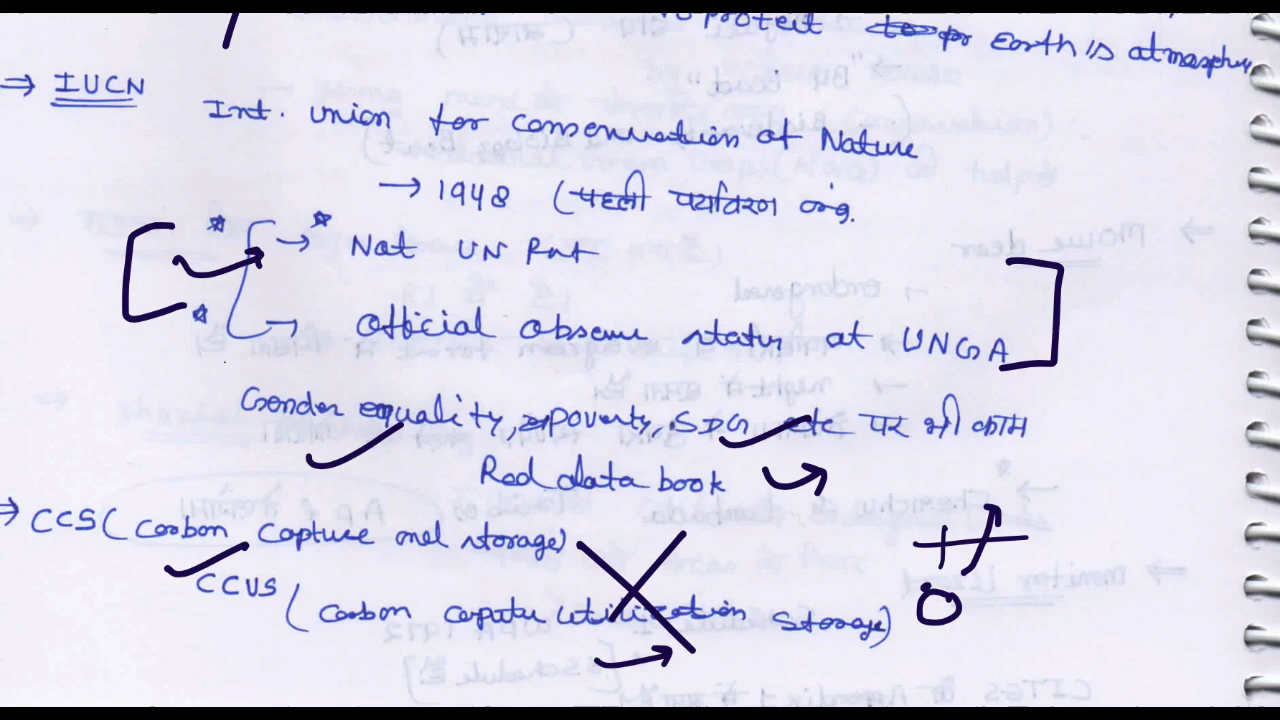 protect Earth is atmosphere
⇒ IUCN
Int. union for conservation of Nature
→ 1948 (पहली पर्यावरण org.
→ Not UN Part
→ Official observe status at UNGA
Gender equality, poverty, SDG etc पर भी काम
Red data book
⇒ CCS (Carbon Capture and storage)
CCUS
(Carbon capatu utilization storage)